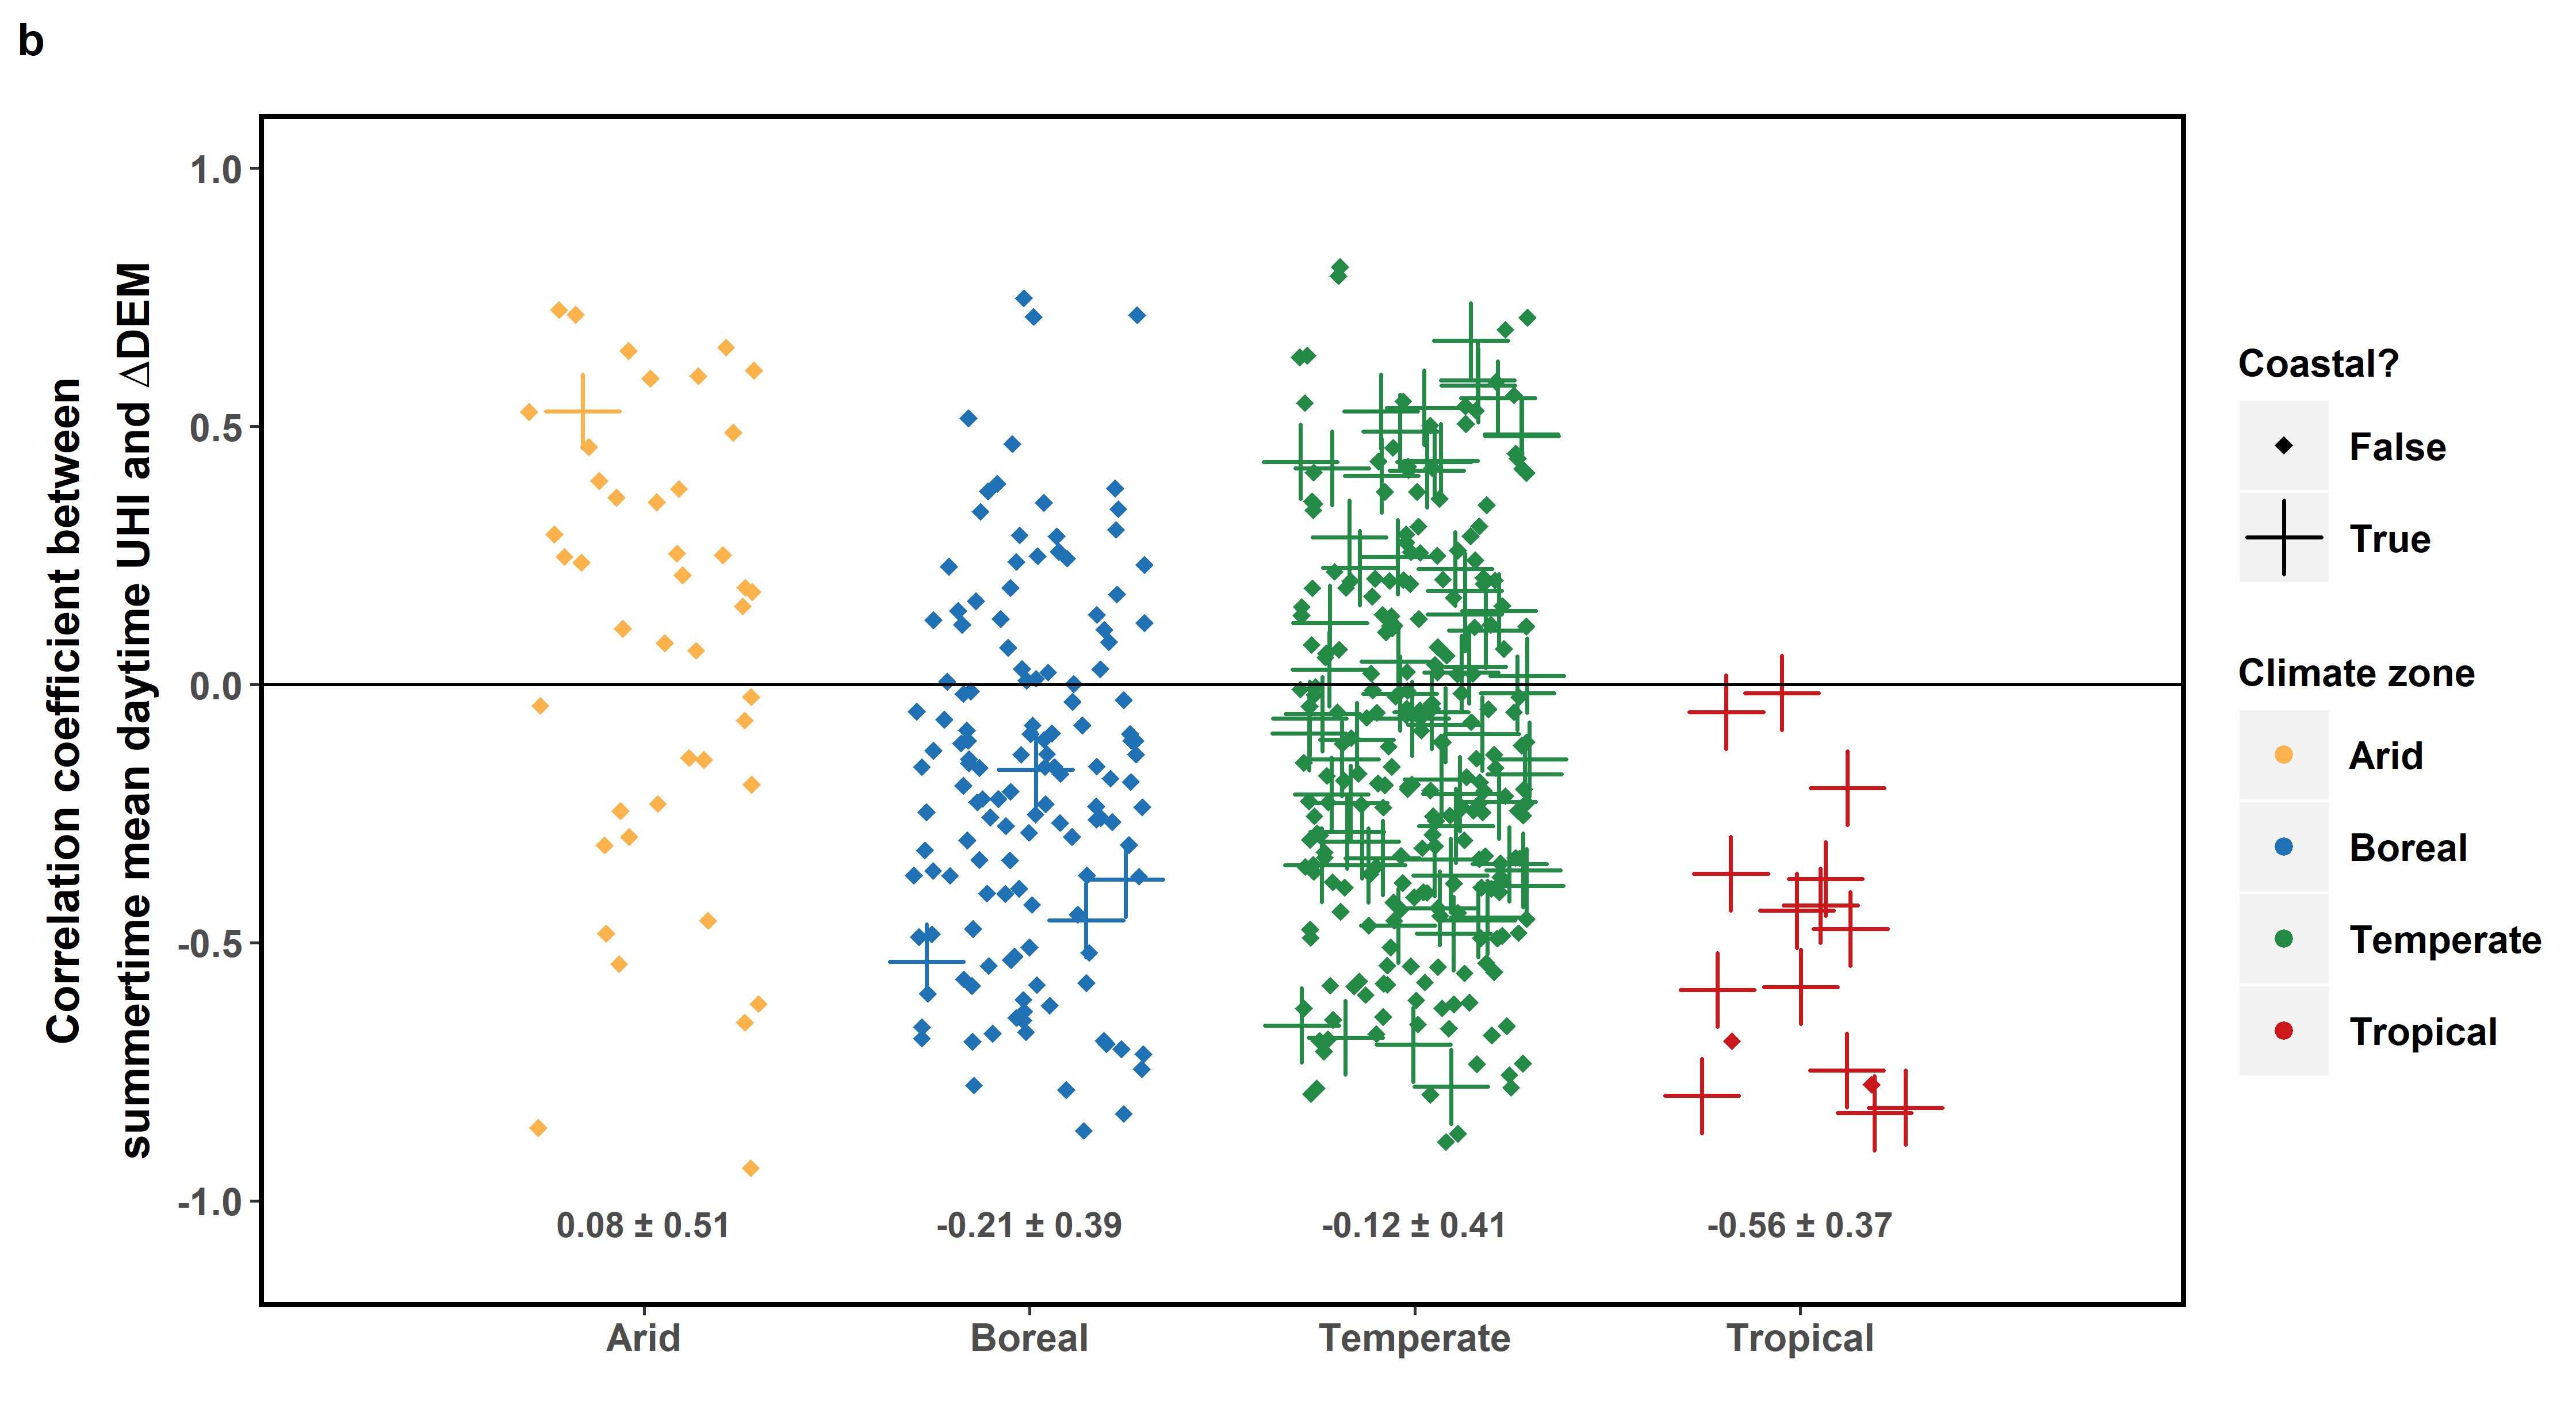 b
Correlation coefficient between
summertime mean daytime UHI and ΔDEM
1.0
0.5
0.0
-0.5
-1.0
0.08 ± 0.51
-0.21 ± 0.39
-0.12 ± 0.41
-0.56 ± 0.37
Arid
Boreal
Temperate
Tropical
Coastal?
False
True
Climate zone
Arid
Boreal
Temperate
Tropical